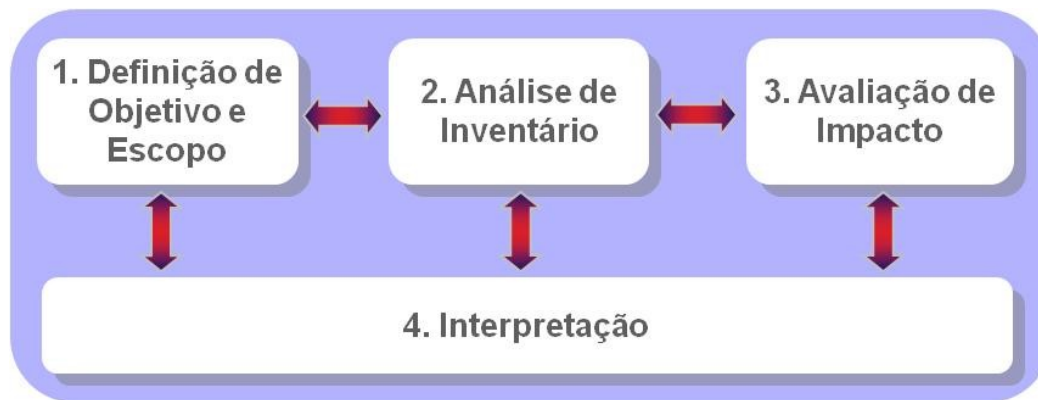 1. Definição de
Objetivo e
Escopo
2. Análise de
Inventário
3. Avaliação de
Impacto
4. Interpretação